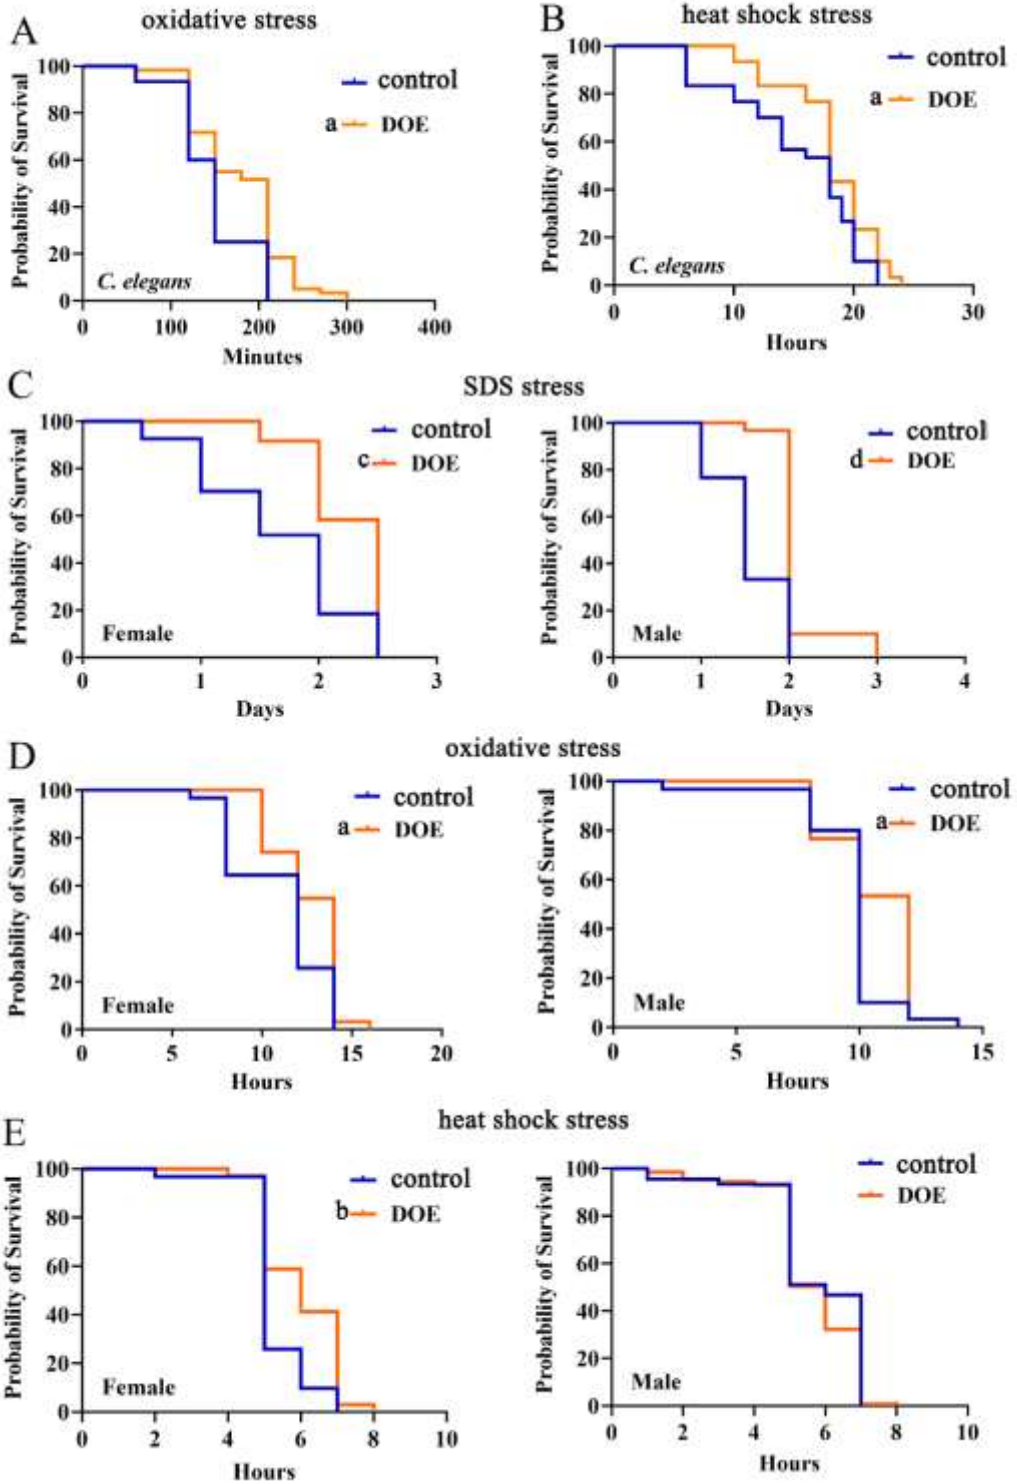 A
oxidative stress
Probability of Survival
100
80
60
40
20
0
control
a DOE
C. elegans
0 100 200 300 400
Minutes
B
heat shock stress
Probability of Survival
100
80
60
40
20
0
control
a DOE
C. elegans
0 10 20 30
Hours
C
SDS stress
Probability of Survival
100
80
60
40
20
0
control
c DOE
Female
0 1 2 3
Days
Probability of Survival
100
80
60
40
20
0
control
d DOE
Male
0 1 2 3 4
Days
D
oxidative stress
Probability of Survival
100
80
60
40
20
0
control
a DOE
Female
0 5 10 15 20
Hours
Probability of Survival
100
80
60
40
20
0
control
a DOE
Male
0 5 10 15
Hours
E
heat shock stress
Probability of Survival
100
80
60
40
20
0
control
b DOE
Female
0 2 4 6 8 10
Hours
Probability of Survival
100
80
60
40
20
0
control
DOE
Male
0 2 4 6 8 10
Hours